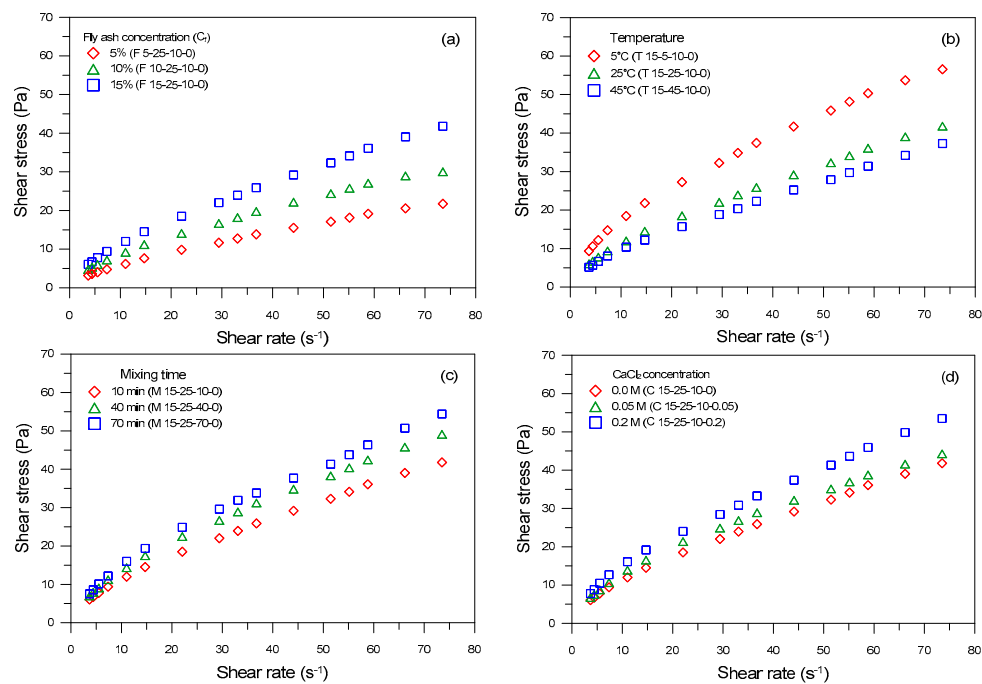 Fly ash concentration (Cf)
5% (F 5-25-10-0)
10% (F 10-25-10-0)
15% (F 15-25-10-0)
(a)
70
60
50
40
30
20
10
0
Shear stress (Pa)
0 10 20 30 40 50 60 70 80
Shear rate (s-1)
Temperature
5°C (T 15-5-10-0)
25°C (T 15-25-10-0)
45°C (T 15-45-10-0)
(b)
70
60
50
40
30
20
10
0
Shear stress (Pa)
0 10 20 30 40 50 60 70 80
Shear rate (s-1)
Mixing time
10 min (M 15-25-10-0)
40 min (M 15-25-40-0)
70 min (M 15-25-70-0)
(c)
70
60
50
40
30
20
10
0
Shear stress (Pa)
0 10 20 30 40 50 60 70 80
Shear rate (s-1)
CaCl2 concentration
0.0 M (C 15-25-10-0)
0.05 M (C 15-25-10-0.05)
0.2 M (C 15-25-10-0.2)
(d)
70
60
50
40
30
20
10
0
Shear stress (Pa)
0 10 20 30 40 50 60 70 80
Shear rate (s-1)